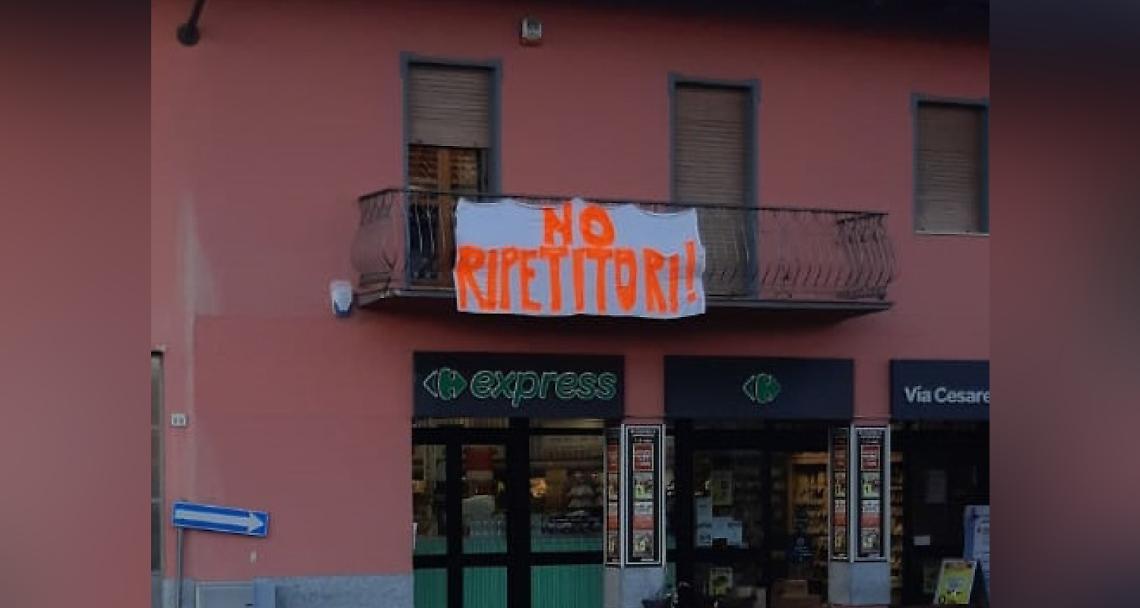 NO
RIPETITORI!
express
Via Cesare